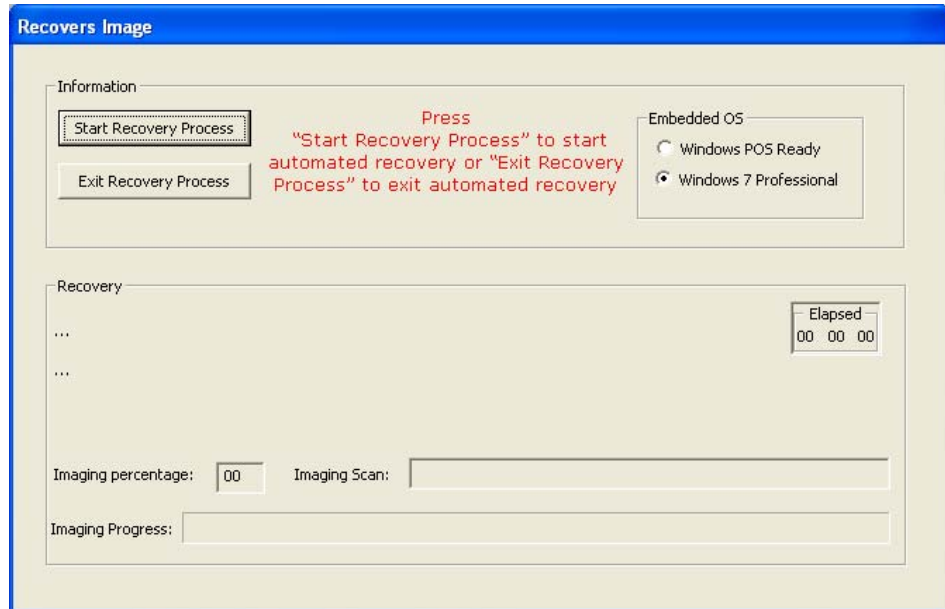 Recovers Image
Information
Start Recovery Process
Exit Recovery Process
Press
“Start Recovery Process” to start
automated recovery or “Exit Recovery
Process” to exit automated recovery
Embedded OS
Windows POS Ready
Windows 7 Professional
Recovery
...
...
Elapsed
00 00 00
Imaging percentage: 00 Imaging Scan:
Imaging Progress: